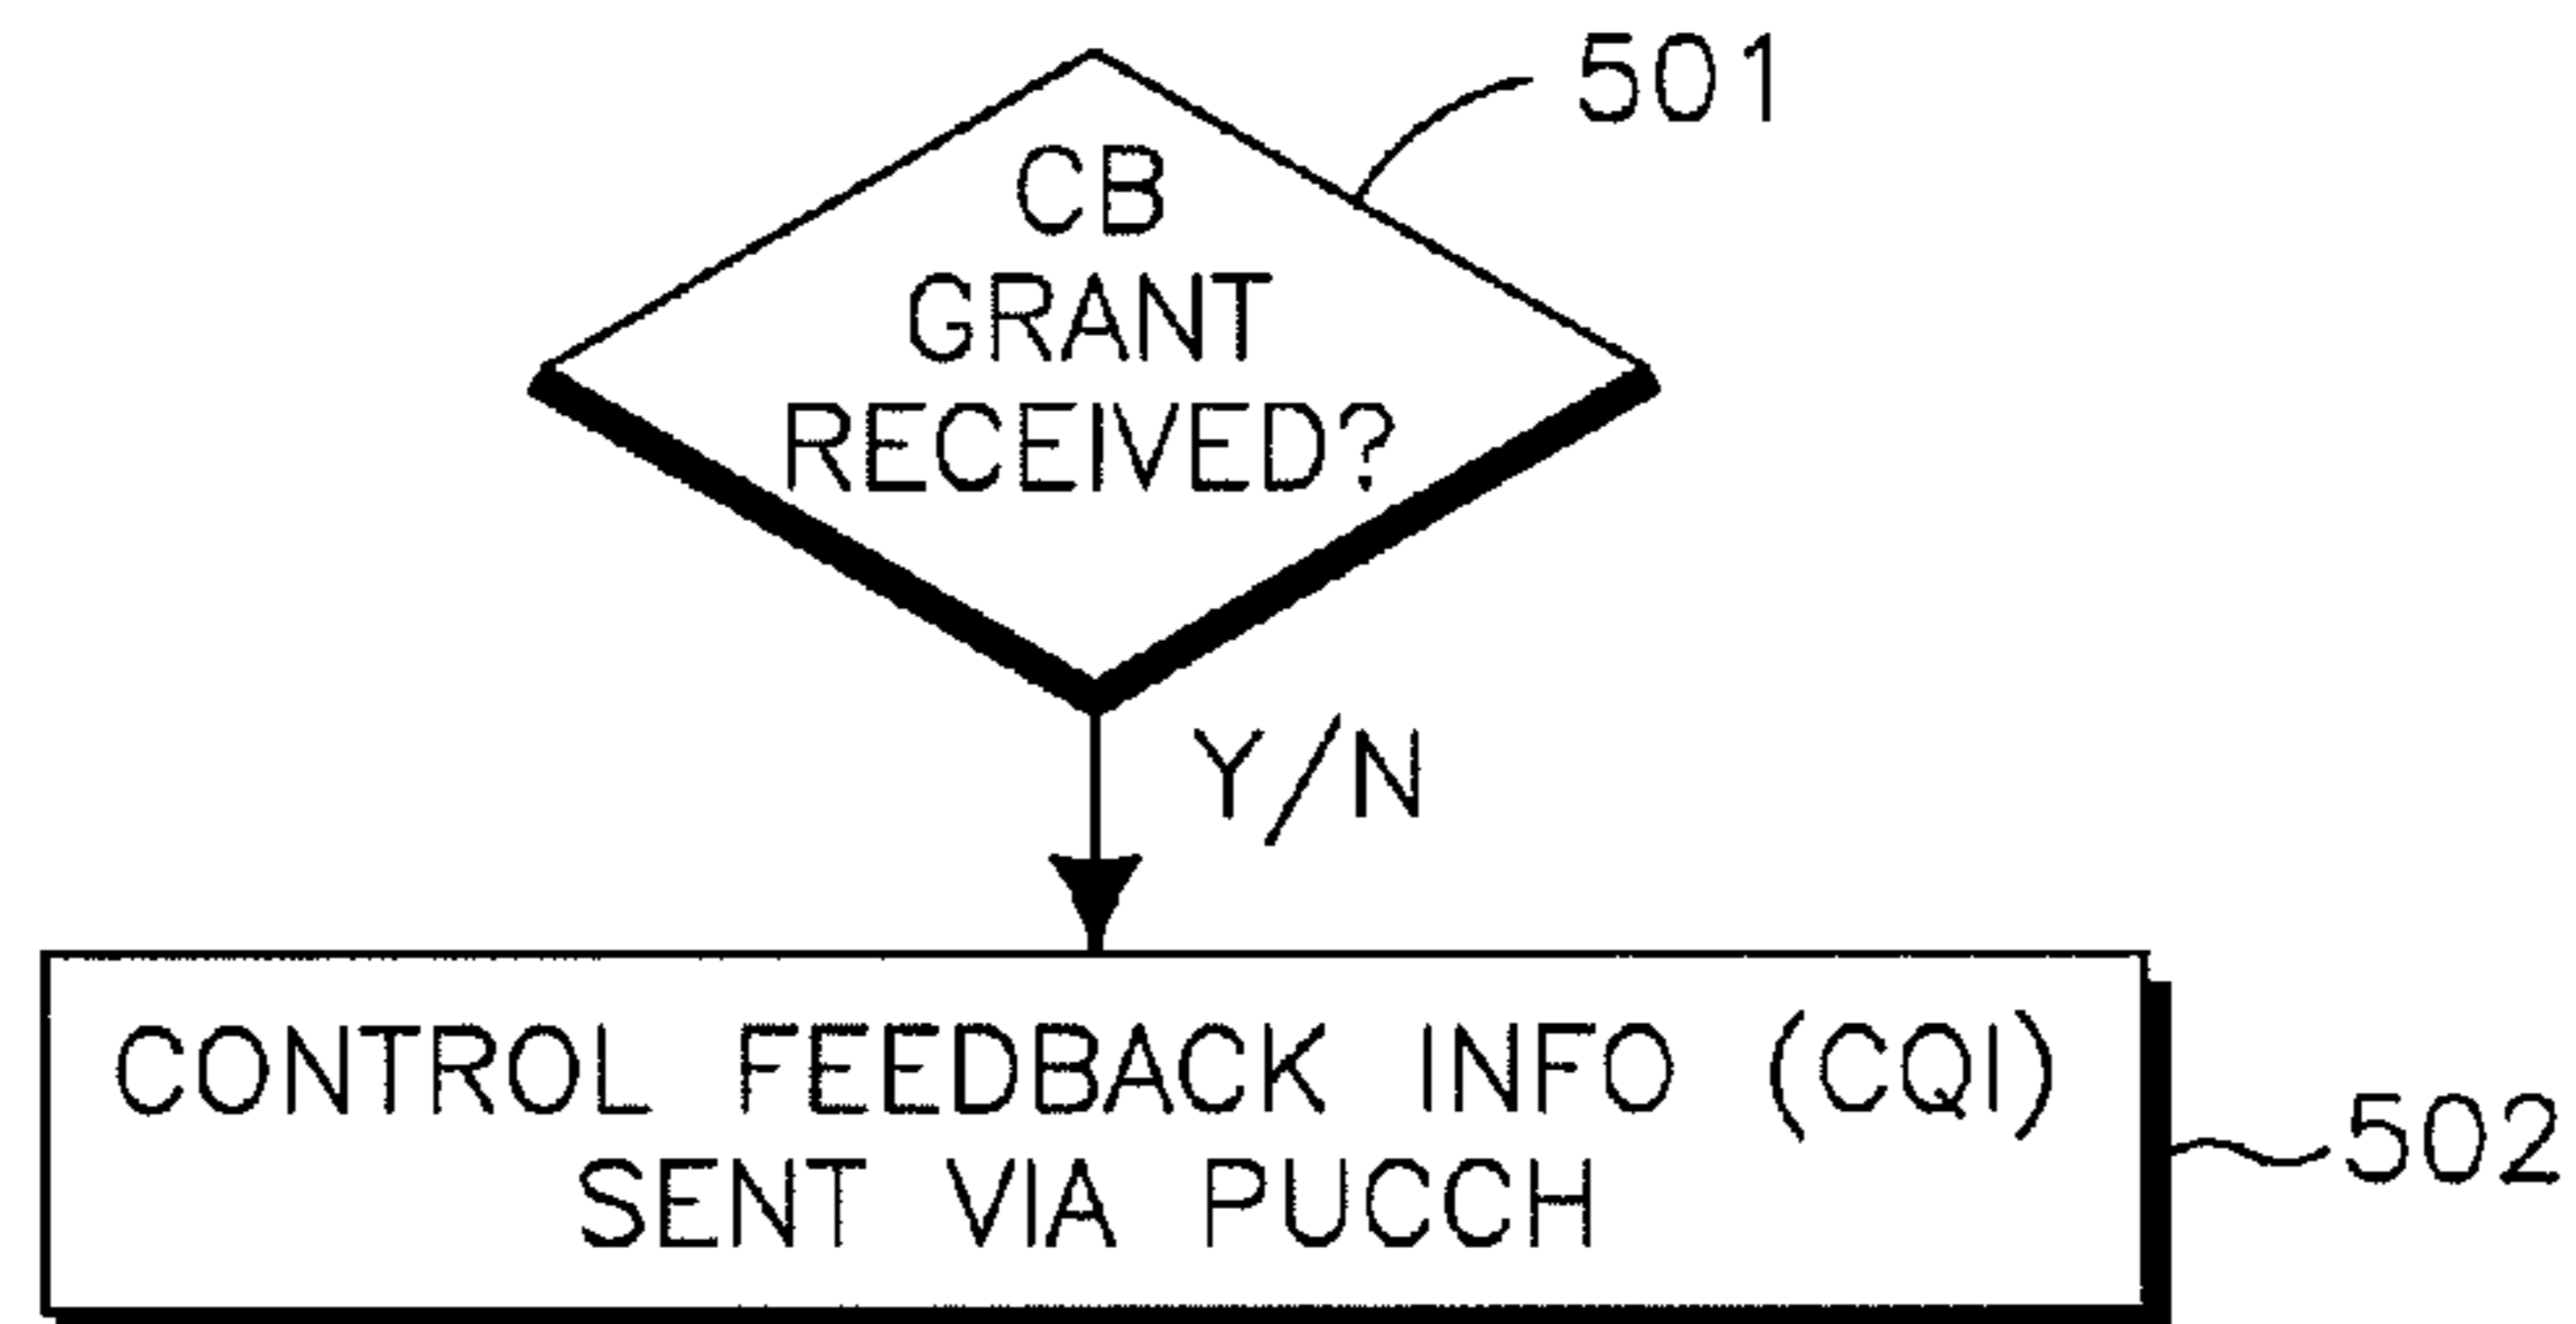 501
CB
GRANT
RECEIVED?
Y/N
CONTROL FEEDBACK INFO (CQI)
SENT VIA PUCCH
502